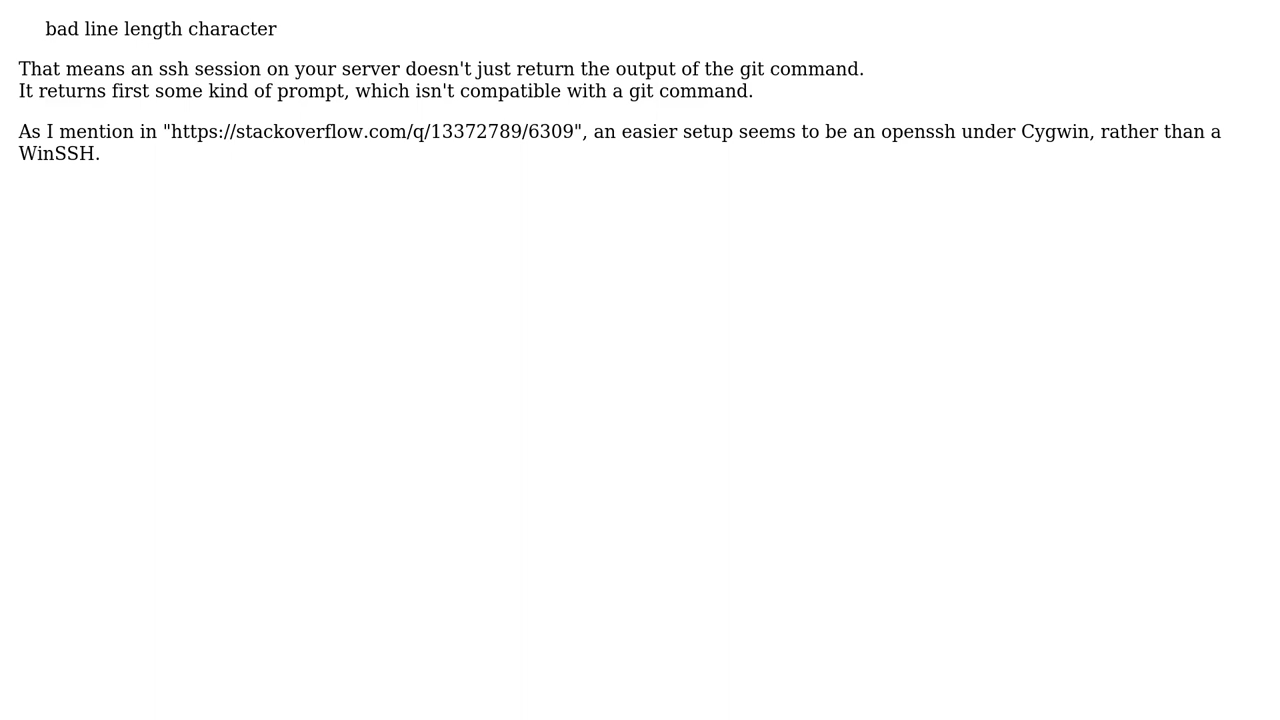 bad line length character
That means an ssh session on your server doesn't just return the output of the git command.
It returns first some kind of prompt, which isn't compatible with a git command.
As I mention in "https://stackoverflow.com/q/13372789/6309", an easier setup seems to be an openssh under Cygwin, rather than a
WinSSH.